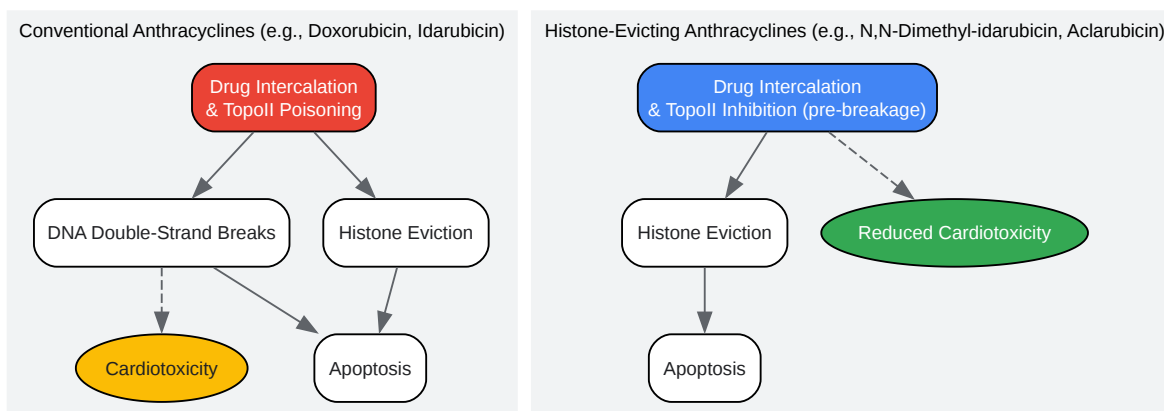 Conventional Anthracyclines (e.g., Doxorubicin, Idarubicin)
Drug Intercalation
& TopoII Poisoning
DNA Double-Strand Breaks
Histone Eviction
Cardiotoxicity
Apoptosis
Histone-Evicting Anthracyclines (e.g., N,N-Dimethyl-idarubicin, Aclarubicin)
Drug Intercalation
& TopoII Inhibition (pre-breakage)
Histone Eviction
Reduced Cardiotoxicity
Apoptosis